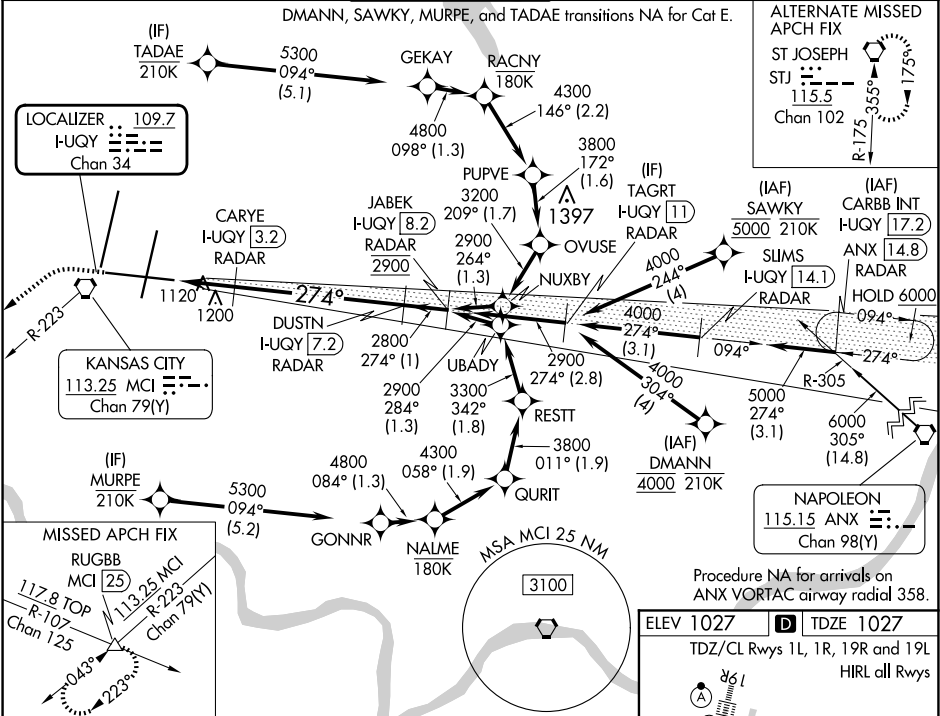 DMANN, SAWKY, MURPE, and TADAE transitions NA for Cat E.
ALTERNATE MISSED
APCH FIX
ST JOSEPH
STJ
115.5
Chan 102
R-175
355°
175°
(IF)
TADAE
210K
5300
094°
(5.1)
GEKAY
RACNY
180K
4800
098° (1.3)
4300
146° (2.2)
LOCALIZER 109.7
I-UQY
Chan 34
PUPVE
3800
172°
(1.6)
1397
3200
209° (1.7)
OVUSE
(IF)
TAGRT
I-UQY 11
RADAR
(IAF)
SAWKY
5000 210K
(IAF)
CARBB INT
I-UQY 17.2
ANX 14.8
RADAR
CARYE
I-UQY 3.2
RADAR
JABEK
I-UQY 8.2
RADAR
2900
2900
264°
(1.3)
NUXBY
4000
244°
(4)
SLIMS
I-UQY 14.1
RADAR
HOLD 6000
094°
274°
1120
1200
274°
4000
274°
(3.1)
094°
R-223
DUSTN
I-UQY 7.2
RADAR
2800
274° (1)
UBADY
2900
274° (2.8)
R-305
KANSAS CITY
113.25 MCI
Chan 79(Y)
2900
284°
(1.3)
3300
342°
(1.8)
RESTT
4000
304°
(4)
5000
274°
(3.1)
6000
305°
(14.8)
(IF)
MURPE
210K
5300
094°
(5.2)
4800
084° (1.3)
4300
058° (1.9)
3800
011° (1.9)
QURIT
(IAF)
DMANN
4000 210K
GONNR
NALME
180K
NAPOLEON
115.15 ANX
Chan 98(Y)
MISSED APCH FIX
RUGBB
MCI 25
117.8 TOP
R-107
Chan 125
113.25 MCI
R-223
Chan 79(Y)
043°
223°
MSA MCI 25 NM
3100
Procedure NA for arrivals on
ANX VORTAC airway radial 358.
ELEV 1027
D
TDZE 1027
TDZ/CL Rwys 1L, 1R, 19R and 19L
HIRL all Rwys
19R
A